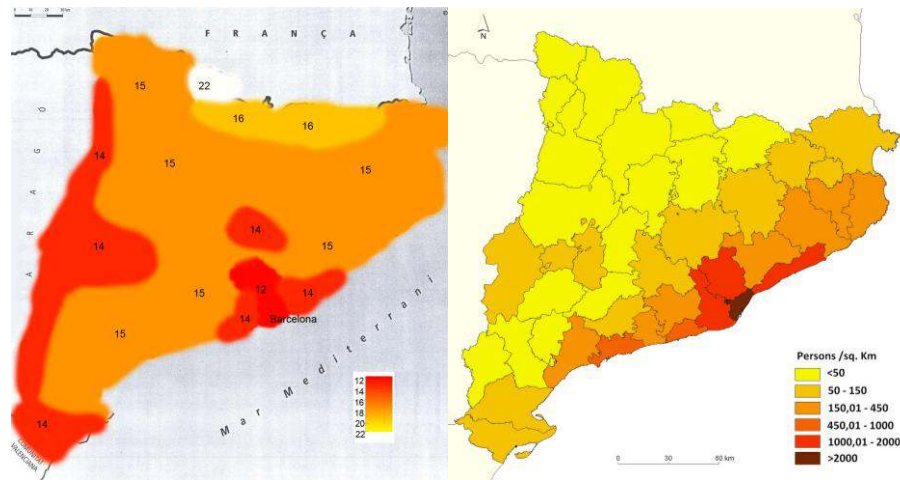 F R A N Ç A
22
15
16
16
A R A G Ó
14
15
15
14
14
15
12
14
15
14
Barcelona
15
Mar Mediterrani
12
14
16
18
20
22
14
COMUNITAT
VALENCIANA
N
Persons /sq. Km
<50
50 - 150
150,01 - 450
450,01 - 1000
1000,01 - 2000
>2000
0 30 60 km